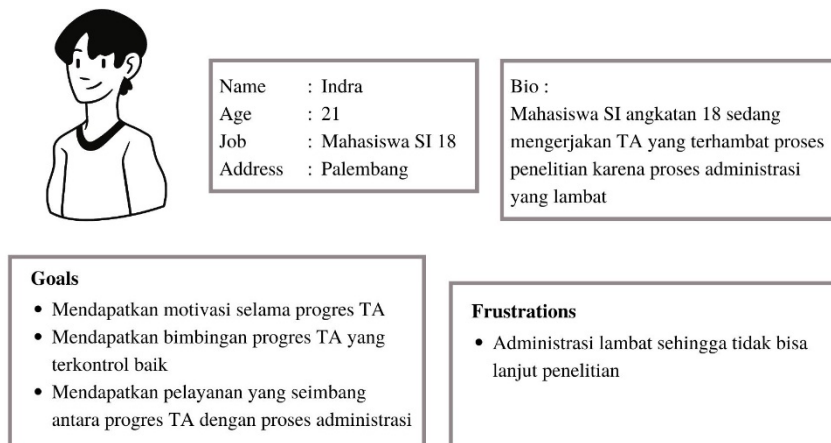 Name : Indra
Age : 21
Job : Mahasiswa SI 18
Address : Palembang
Bio :
Mahasiswa SI angkatan 18 sedang
mengerjakan TA yang terhambat proses
penelitian karena proses administrasi
yang lambat
Goals
• Mendapatkan motivasi selama progres TA
• Mendapatkan bimbingan progres TA yang
terkontrol baik
• Mendapatkan pelayanan yang seimbang
antara progres TA dengan proses administrasi
Frustrations
• Administrasi lambat sehingga tidak bisa
lanjut penelitian